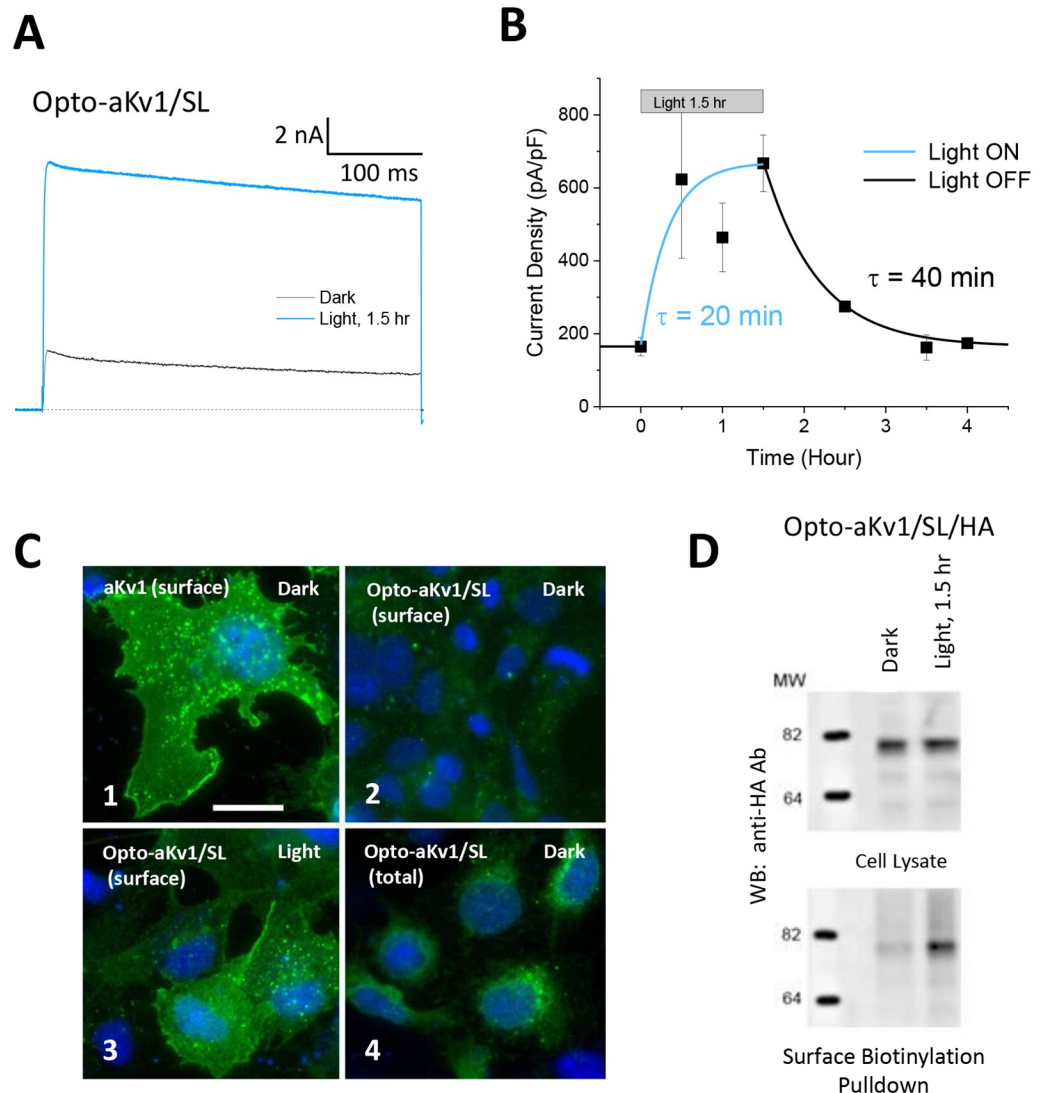 A
Opto-aKv1/SL
2 nA
100 ms
Dark
Light, 1.5 hr
B
Light 1.5 hr
Light ON
Light OFF
τ = 40 min
τ = 20 min
Current Density (pA/pF)
800
600
400
200
0
0 1 2 3 4
Time (Hour)
C
aKv1 (surface) Dark
1
Opto-aKv1/SL Dark
(surface)
2
Opto-aKv1/SL Light
(surface)
3
Opto-aKv1/SL Dark
(total)
4
D
Opto-aKv1/SL/HA
Dark
Light, 1.5 hr
MW
82
64
Cell Lysate
WB: anti-HA Ab
82
64
Surface Biotinylation
Pulldown